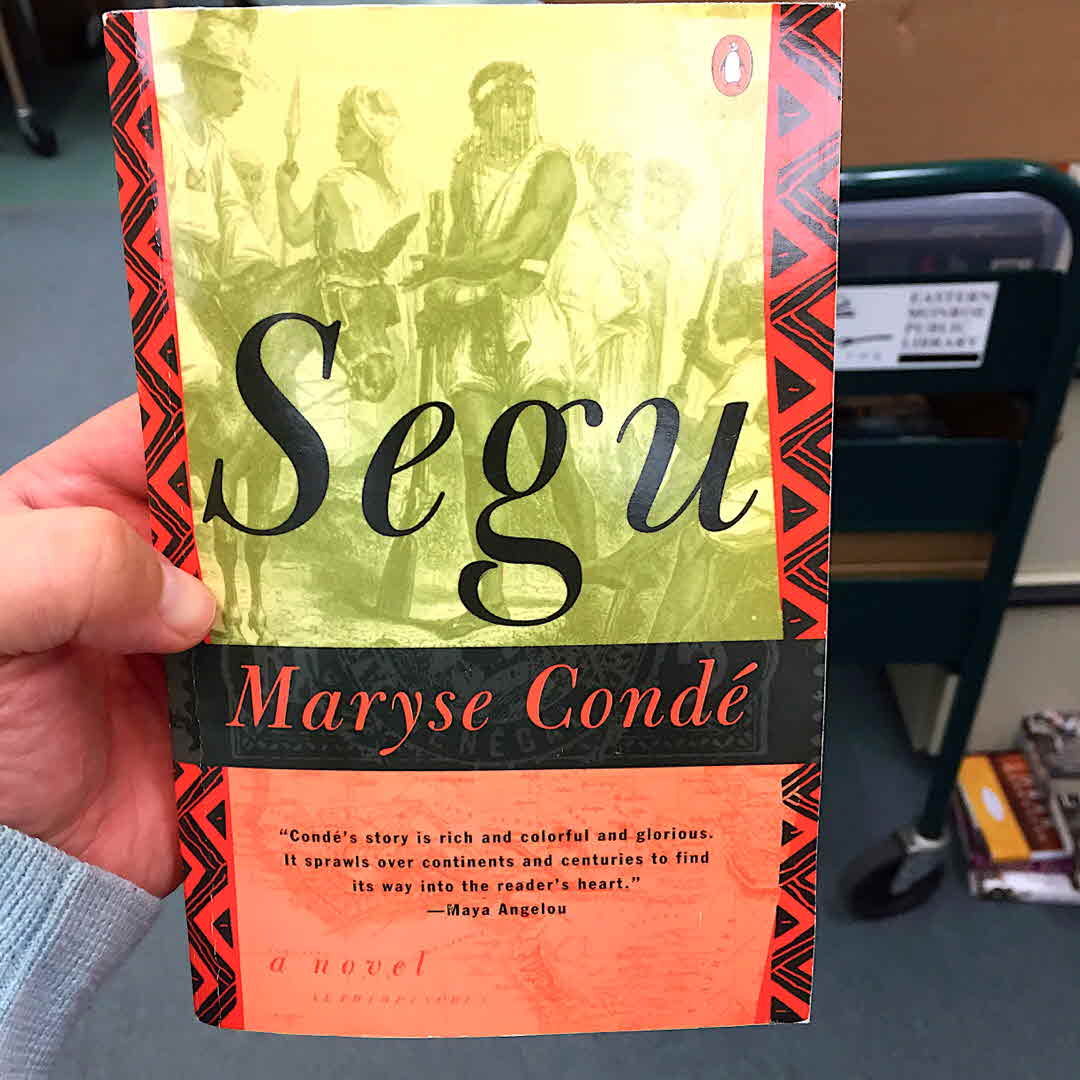 Segu
Maryse Condé
“Condé’s story is rich and colorful and glorious.
It sprawls over continents and centuries to find
its way into the reader’s heart.”
—Maya Angelou
a novel
EASTERN
MONROE
PUBLIC
LIBRARY